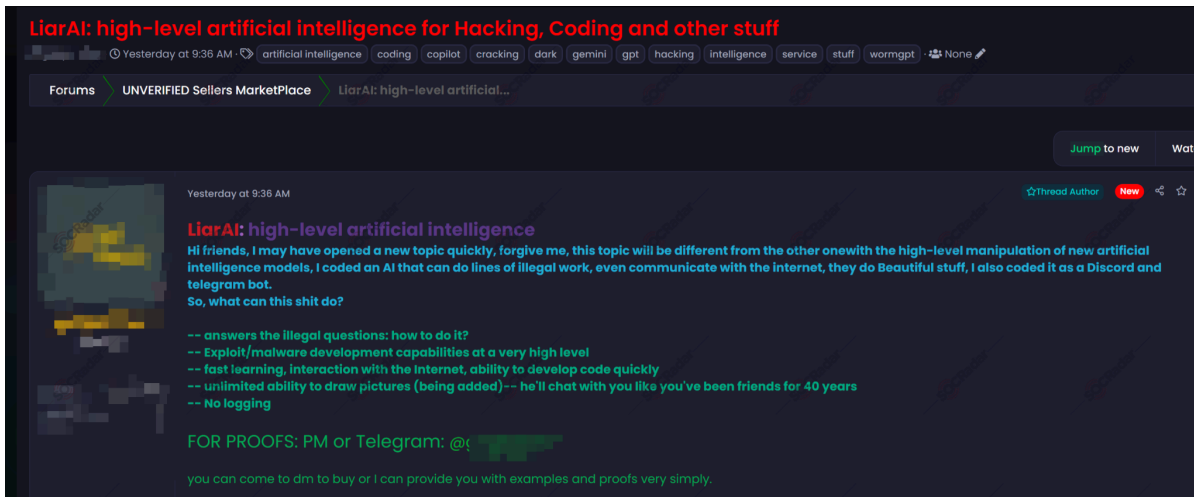 LiarAI: high-level artificial intelligence for Hacking, Coding and other stuff
Yesterday at 9:36 AM · artificial intelligence coding copilot cracking dark gemini gpt hacking intelligence service stuff wormgpt · None
Forums UNVERIFIED Sellers MarketPlace LiarAI: high-level artificial...
Jump to new
Yesterday at 9:36 AM
Thread Author New
LiarAI: high-level artificial intelligence
Hi friends, I may have opened a new topic quickly, forgive me, this topic will be different from the other onewith the high-level manipulation of new artificial
intelligence models, I coded an AI that can do lines of illegal work, even communicate with the internet, they do Beautiful stuff, I also coded it as a Discord and
telegram bot.
So, what can this shit do?
-- answers the illegal questions: how to do it?
-- Exploit/malware development capabilities at a very high level
-- fast learning, interaction with the Internet, ability to develop code quickly
-- unlimited ability to draw pictures (being added)-- he'll chat with you like you've been friends for 40 years
-- No logging
FOR PROOFS: PM or Telegram:
you can come to dm to buy or I can provide you with examples and proofs very simply.